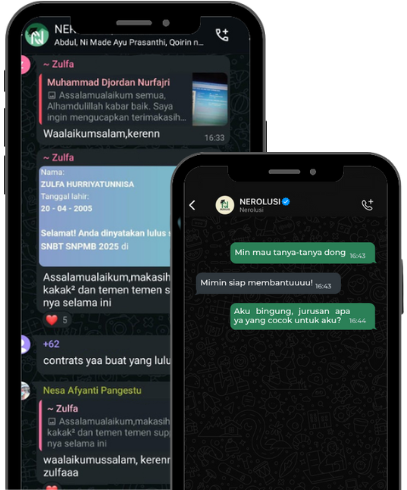 NER
Abdul, Ni Made Ayu Prasanthi, Qoirin n...
~ Zulfa
Muhammad Djordan Nurfajri
Assalamualaikum semua,
Alhamdulillah kabar baik. Saya
ingin mengucapkan terimakasih...
Waalaikumsalam,kerenn
16:33
~ Zulfa
Nama:
ZULFA HURRIYATUNNISA
Tanggal lahir:
20 - 04 - 2005
Selamat! Anda dinyatakan lulus
SNBT SNPMB 2025 di
Assalamualaikum,makasih
kakak² dan temen temen s
nya selama ini
5
+62
contrats yaa buat yang lulu
Nesa Afyanti Pangestu
~ Zulfa
Assalamualaikum,makasih
kakak² dan temen temen supp
nya selama ini
waalaikumussalam, kerenn
zulfaaa
NEROLUSI
Nerolusi
Min mau tanya-tanya dong 16:43
Mimin siap membantuuuu! 16:43
Aku bingung, jurusan apa
ya yang cocok untuk aku? 16:44